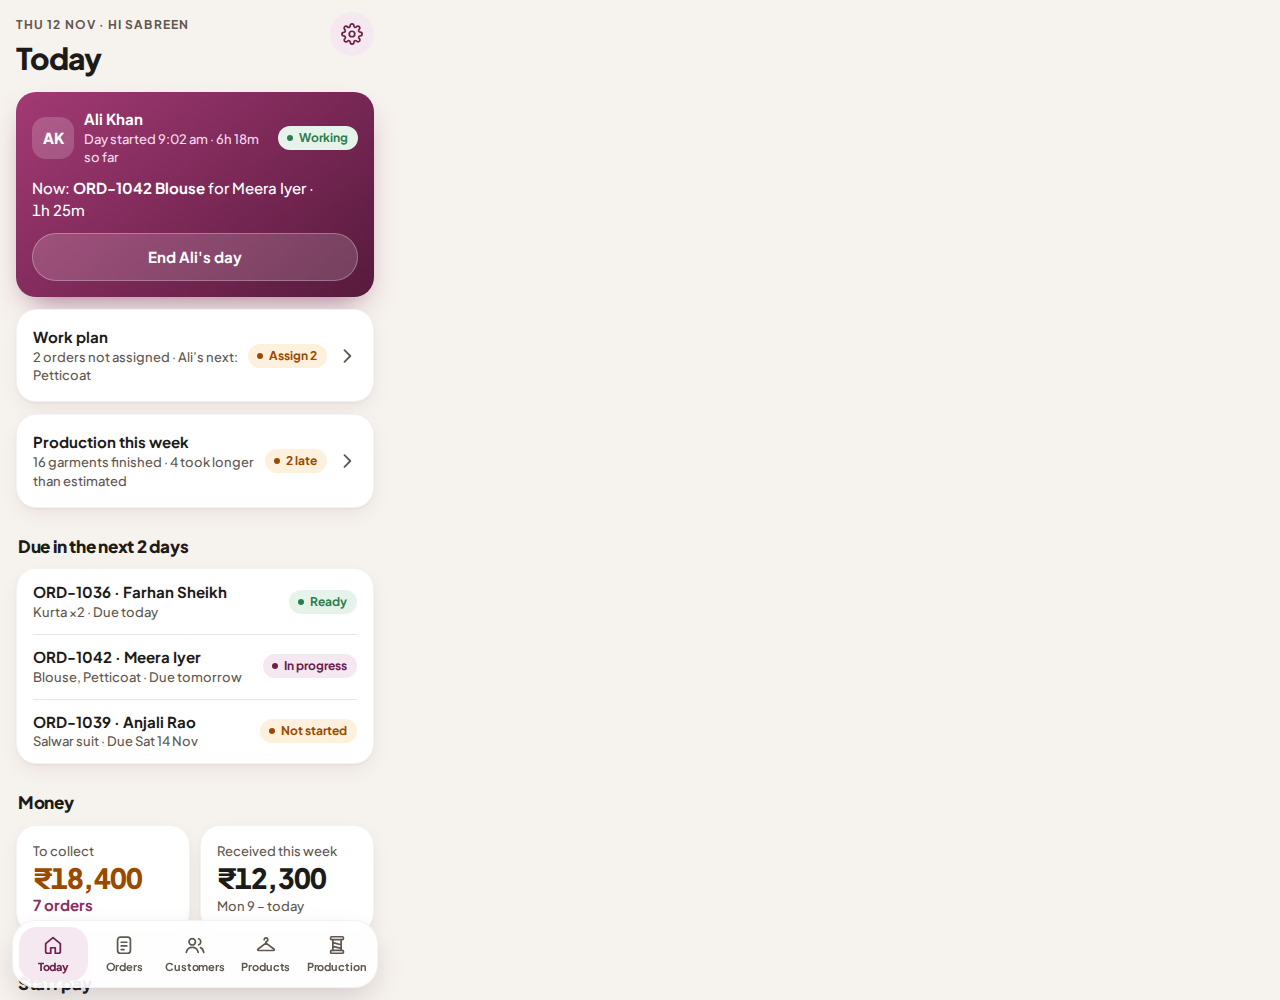 THU 12 NOV · HI SABREEN
Today
AK
Ali Khan
Day started 9:02 am · 6h 18m
so far
Working
Now: ORD-1042 Blouse for Meera Iyer ·
1h 25m
End Ali's day
Work plan
2 orders not assigned · Ali's next:
Petticoat
Assign 2
Production this week
16 garments finished · 4 took longer
than estimated
2 late
Due in the next 2 days
ORD-1036 · Farhan Sheikh
Kurta ×2 · Due today
Ready
ORD-1042 · Meera Iyer
Blouse, Petticoat · Due tomorrow
In progress
ORD-1039 · Anjali Rao
Salwar suit · Due Sat 14 Nov
Not started
Money
To collect
₹18,400
7 orders
Received this week
₹12,300
Mon 9 – today
Today
Orders
Customers
Products
Production